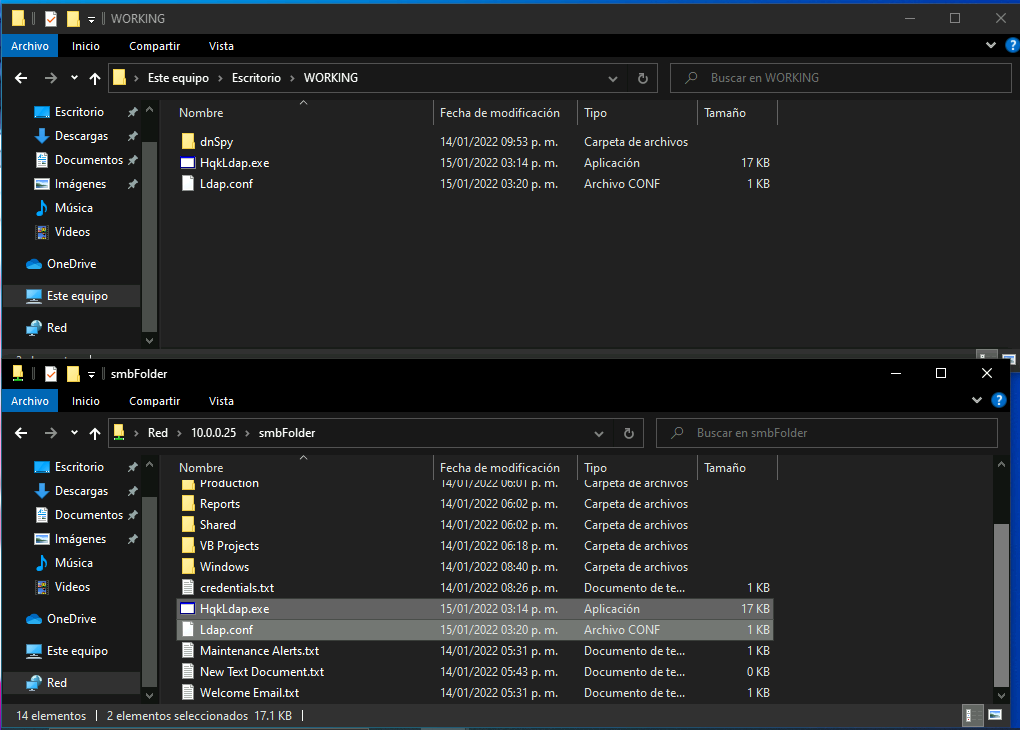 WORKING
Archivo Inicio Compartir Vista
Este equipo > Escritorio > WORKING Buscar en WORKING
Nombre Fecha de modificación Tipo Tamaño
Escritorio
Descargas
Documentos
Imágenes
Música
Videos
OneDrive
Este equipo
Red
dnSpy 14/01/2022 09:53 p. m. Carpeta de archivos
HqkLdap.exe 15/01/2022 03:14 p. m. Aplicación 17 KB
Ldap.conf 15/01/2022 03:20 p. m. Archivo CONF 1 KB
smbFolder
Archivo Inicio Compartir Vista
Red > 10.0.0.25 > smbFolder Buscar en smbFolder
Nombre Fecha de modificación Tipo Tamaño
Escritorio
Descargas
Documentos
Imágenes
Música
Videos
OneDrive
Este equipo
Red
Production 14/01/2022 06:01 p. m. Carpeta de archivos
Reports 14/01/2022 06:02 p. m. Carpeta de archivos
Shared 14/01/2022 06:02 p. m. Carpeta de archivos
VB Projects 14/01/2022 06:18 p. m. Carpeta de archivos
Windows 14/01/2022 08:40 p. m. Carpeta de archivos
credentials.txt 14/01/2022 08:26 p. m. Documento de te... 1 KB
HqkLdap.exe 15/01/2022 03:14 p. m. Aplicación 17 KB
Ldap.conf 15/01/2022 03:20 p. m. Archivo CONF 1 KB
Maintenance Alerts.txt 14/01/2022 05:31 p. m. Documento de te... 1 KB
New Text Document.txt 14/01/2022 05:43 p. m. Documento de te... 0 KB
Welcome Email.txt 14/01/2022 05:31 p. m. Documento de te... 1 KB
14 elementos | 2 elementos seleccionados 17.1 KB |